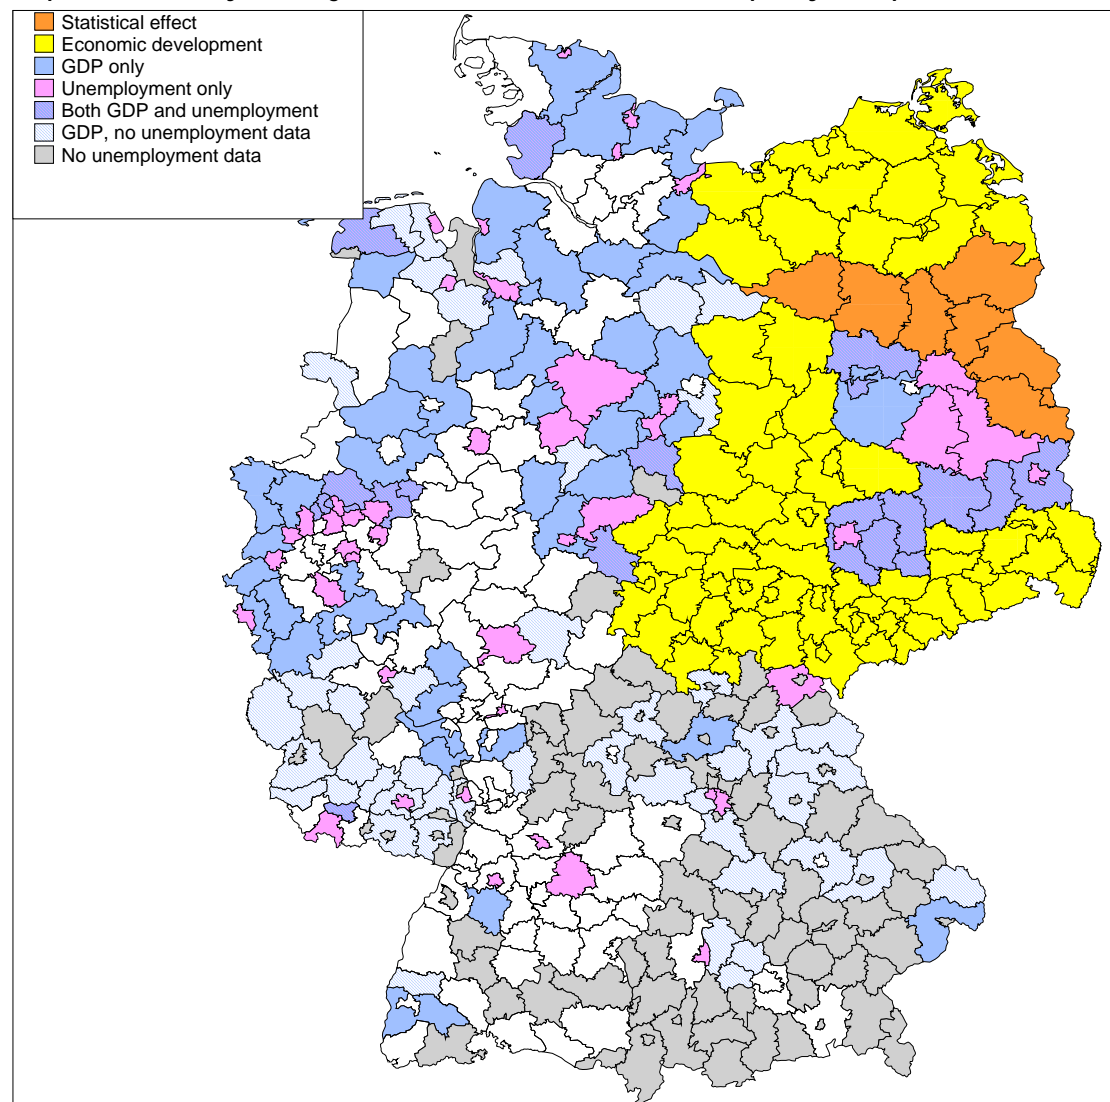 Statistical effect
Economic development
GDP only
Unemployment only
Both GDP and unemployment
GDP, no unemployment data
No unemployment data